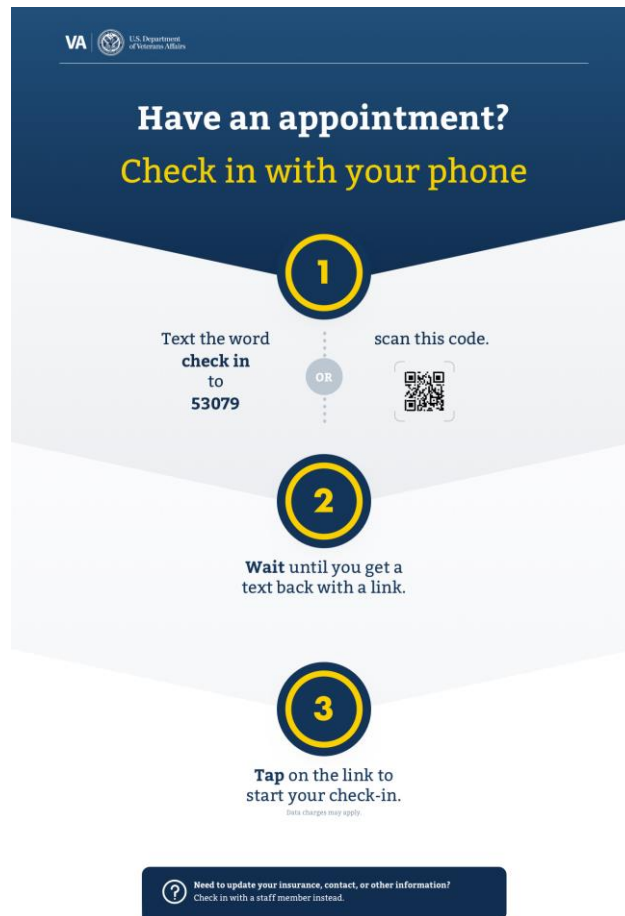 VA
U.S. Department
of Veterans Affairs
Have an appointment?
Check in with your phone
1
Text the word
check in
to
53079
OR
scan this code.
2
Wait until you get a
text back with a link.
3
Tap on the link to
start your check-in.
Data charges may apply.
?
Need to update your insurance, contact, or other information?
Check in with a staff member instead.